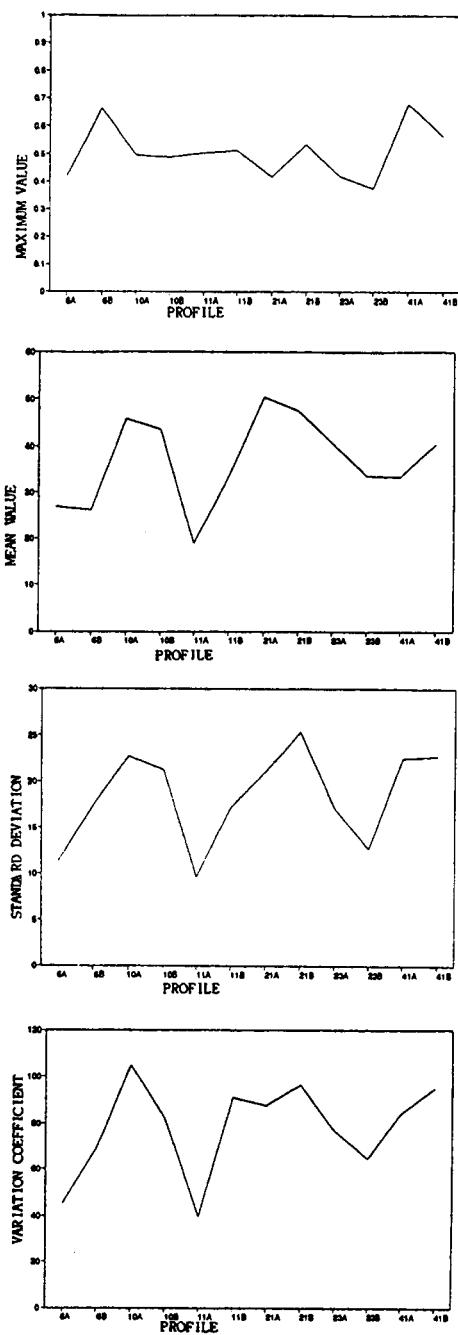 MAXIMUM VALUE
1
0.9
0.8
0.7
0.6
0.5
0.4
0.3
0.2
0.1
0
6A 6B 10A 10B 11A 11B 21A 21B 23A 23B 41A 41B
PROFILE
MEAN VALUE
60
50
40
30
20
10
0
6A 6B 10A 10B 11A 11B 21A 21B 23A 23B 41A 41B
PROFILE
STANDARD DEVIATION
30
25
20
15
10
5
0
6A 6B 10A 10B 11A 11B 21A 21B 23A 23B 41A 41B
PROFILE
VARIATION COEFFICIENT
120
100
80
60
40
20
0
6A 6B 10A 10B 11A 11B 21A 21B 23A 23B 41A 41B
PROFILE